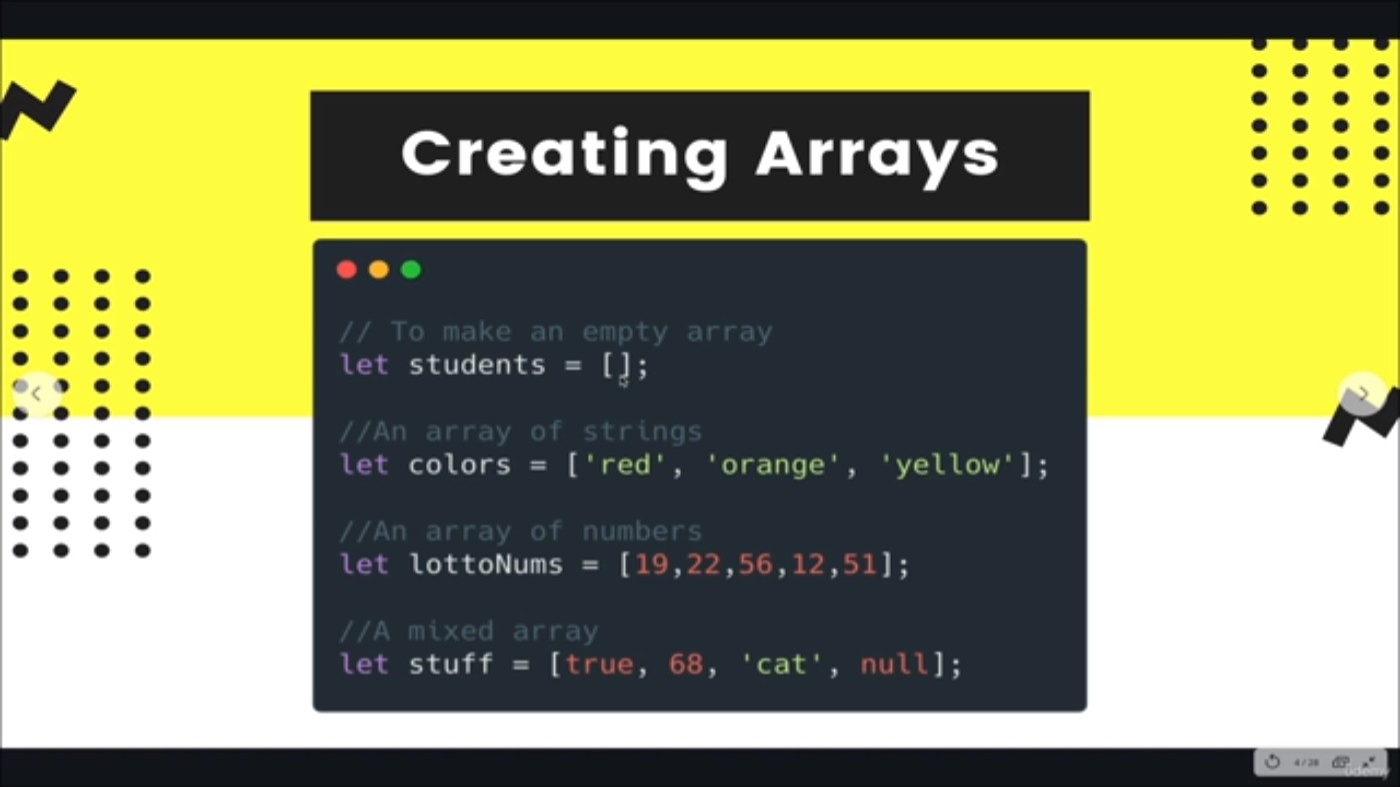 Creating Arrays
// To make an empty array
let students = [];
//An array of strings
let colors = ['red', 'orange', 'yellow'];
//An array of numbers
let lottoNums = [19,22,56,12,51];
//A mixed array
let stuff = [true, 68, 'cat', null];
4 / 28
udemy